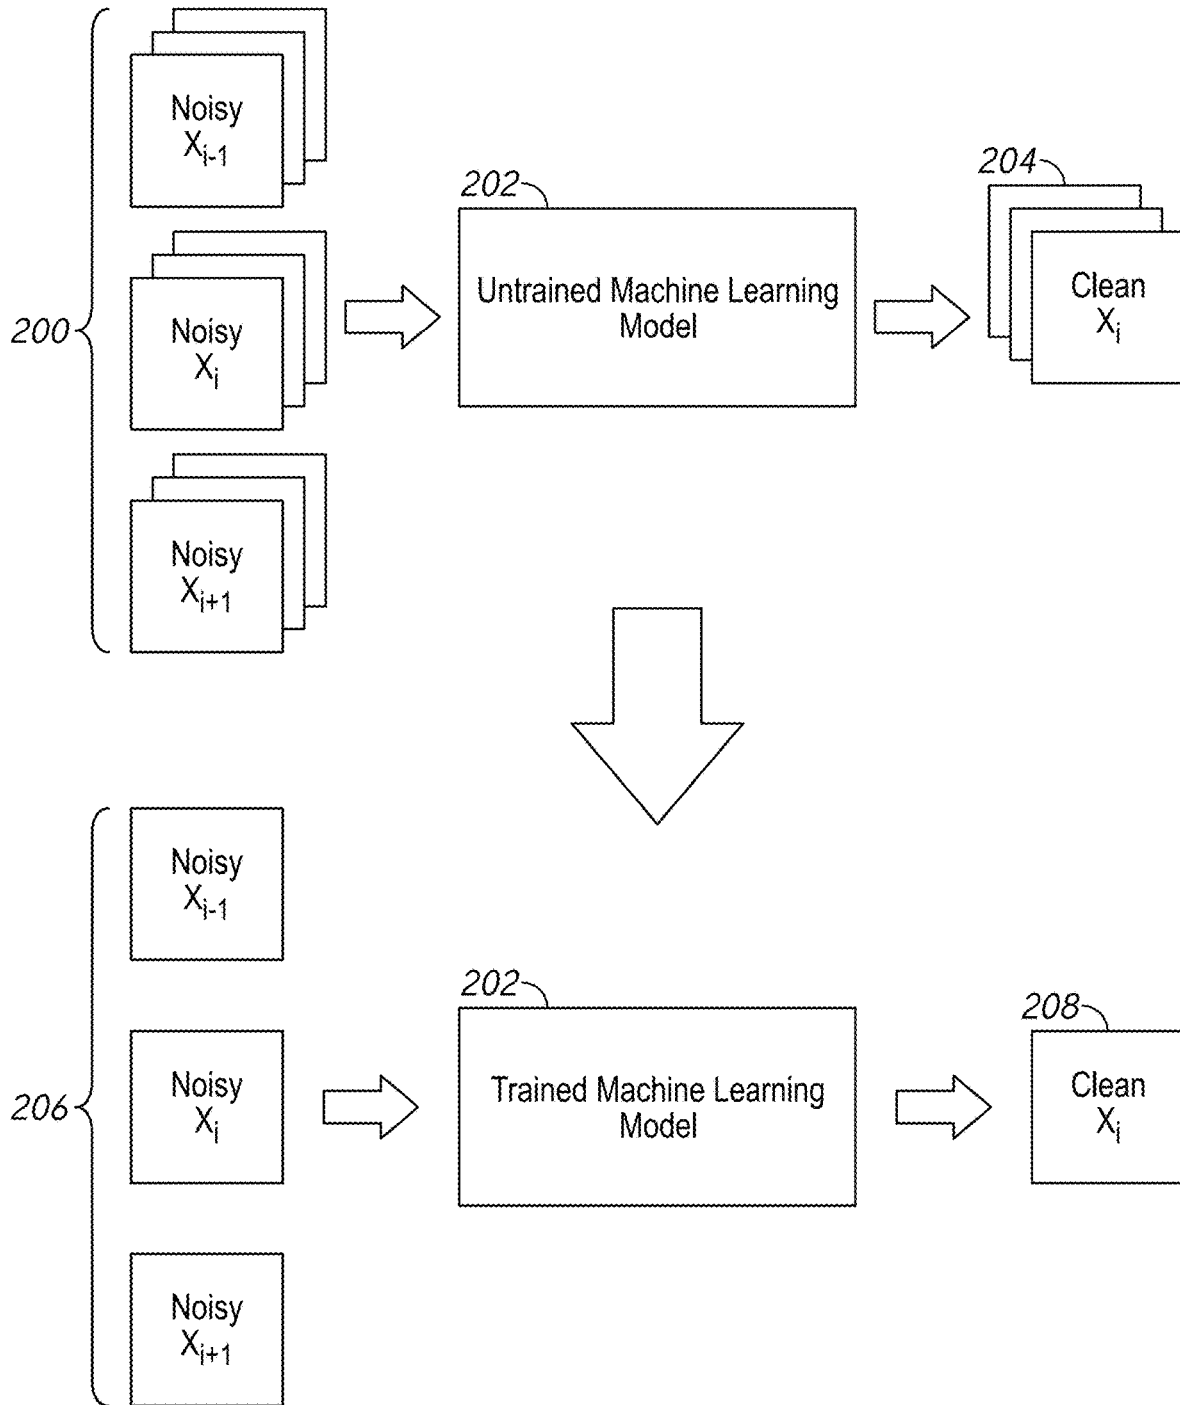 200
Noisy
Xi-1
Noisy
Xi
Noisy
Xi+1
202
Untrained Machine Learning
Model
204
Clean
Xi
206
Noisy
Xi-1
Noisy
Xi
Noisy
Xi+1
202
Trained Machine Learning
Model
208
Clean
Xi